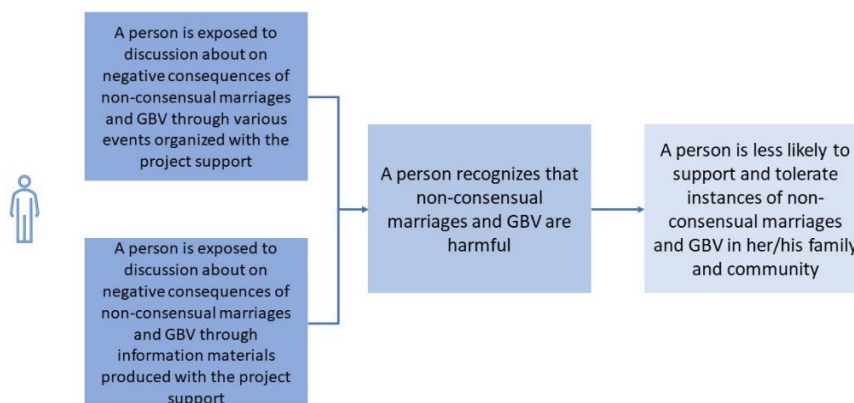 A person is exposed to
discussion about on
negative consequences of
non-consensual marriages
and GBV through various
events organized with the
project support
A person is exposed to
discussion about on
negative consequences of
non-consensual marriages
and GBV through
information materials
produced with the project
support
A person recognizes that
non-consensual
marriages and GBV are
harmful
A person is less likely to
support and tolerate
instances of non-
consensual marriages
and GBV in her/his family
and community